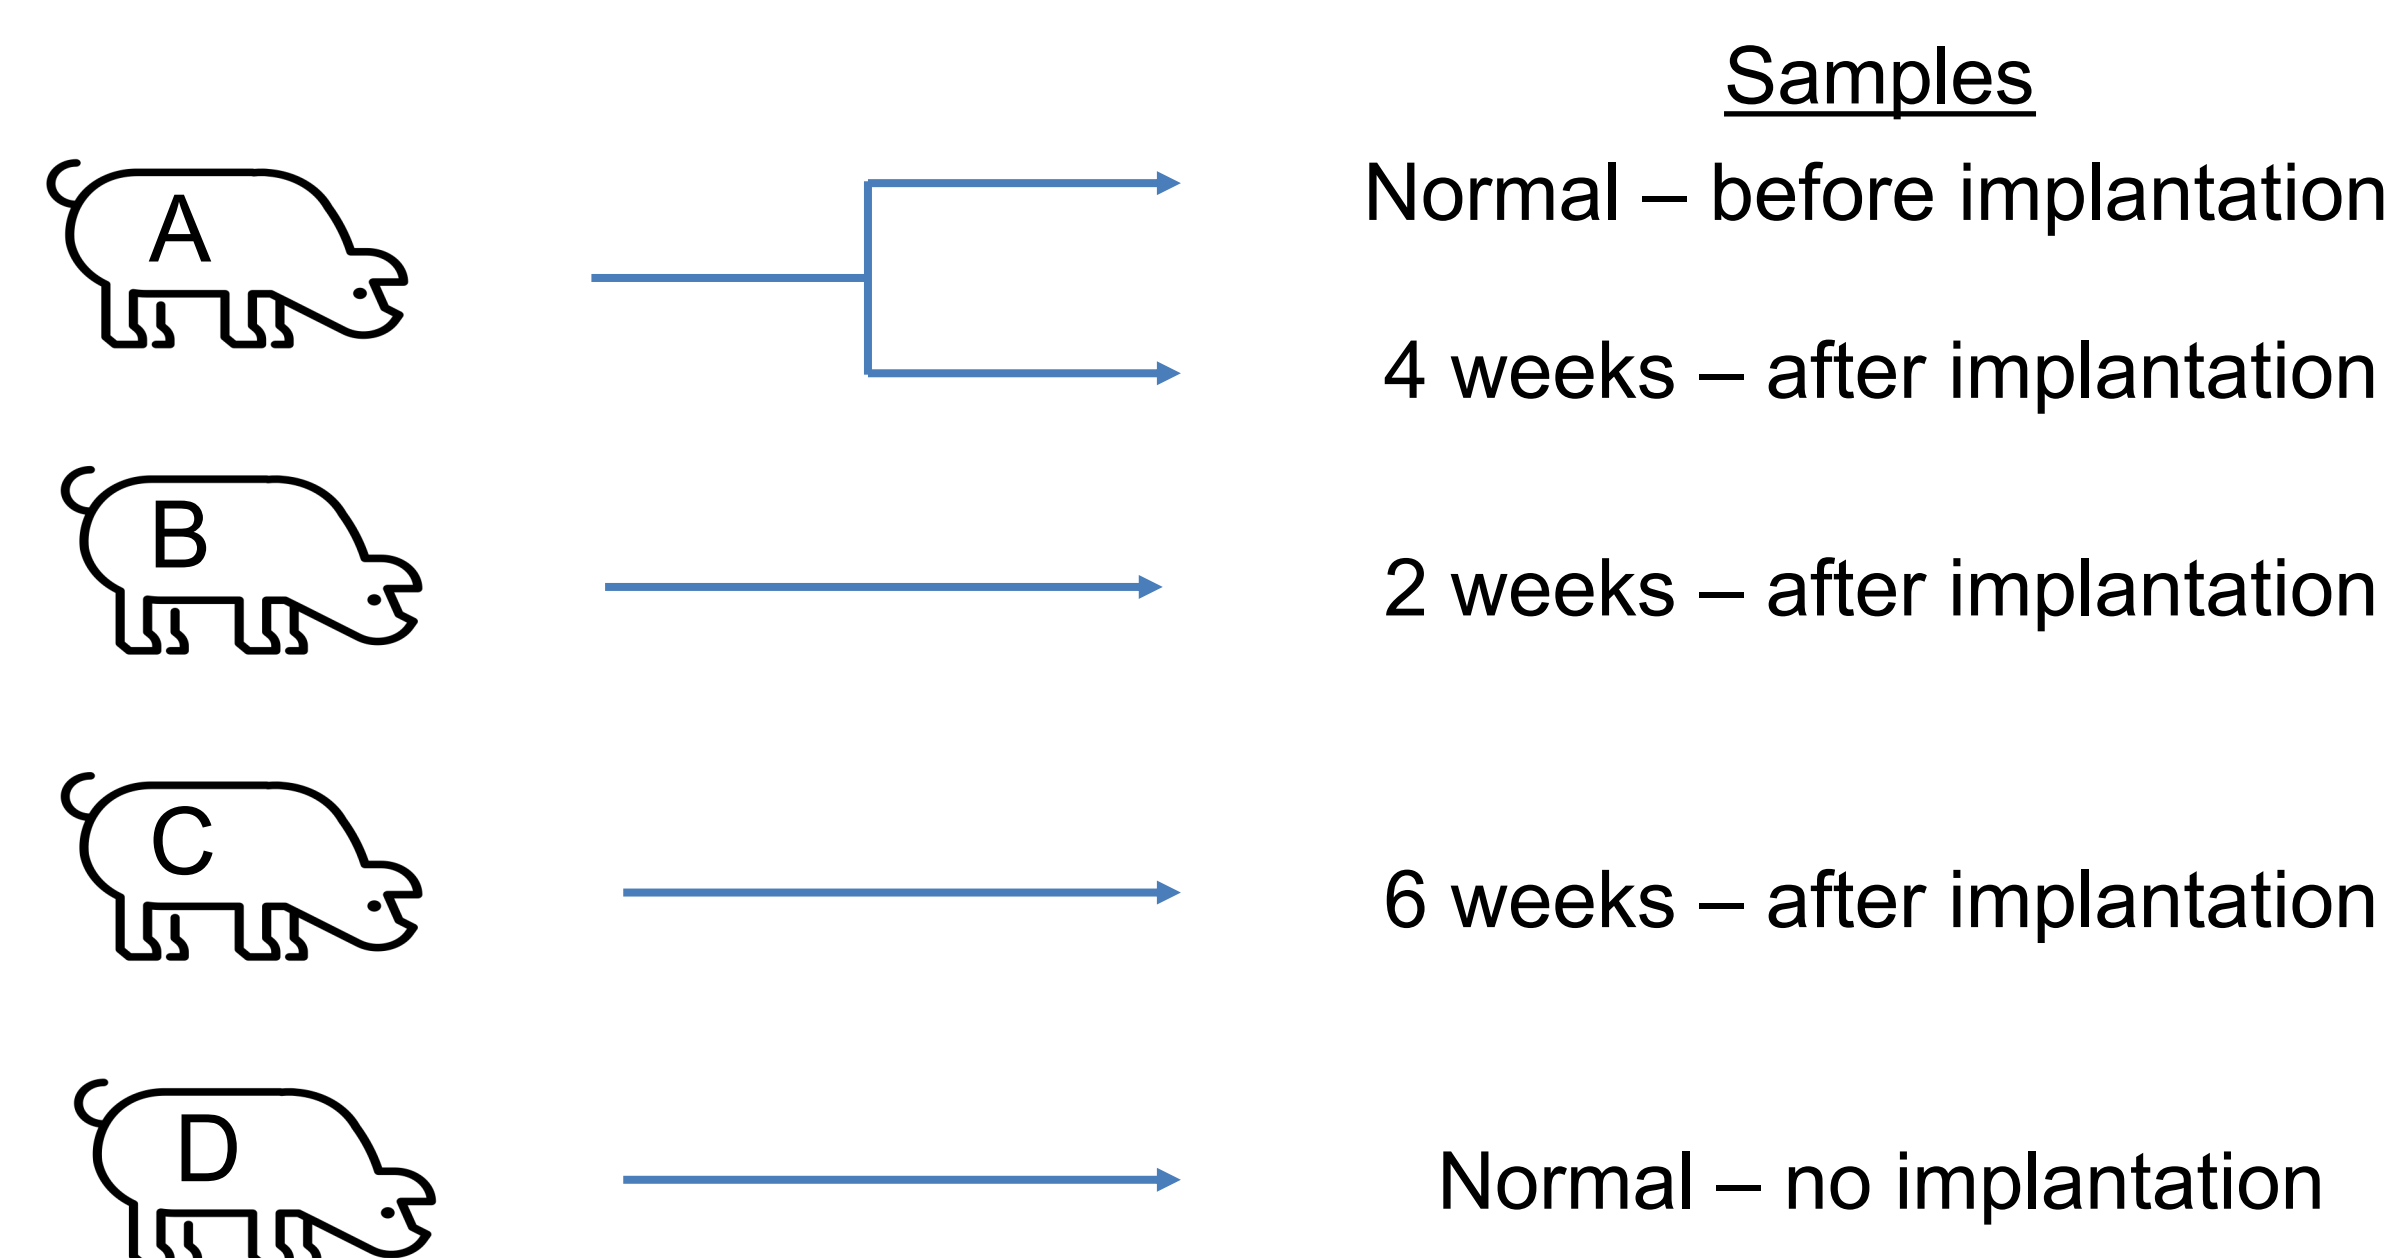 Samples
A
Normal – before implantation
4 weeks – after implantation
B
2 weeks – after implantation
C
6 weeks – after implantation
D
Normal – no implantation